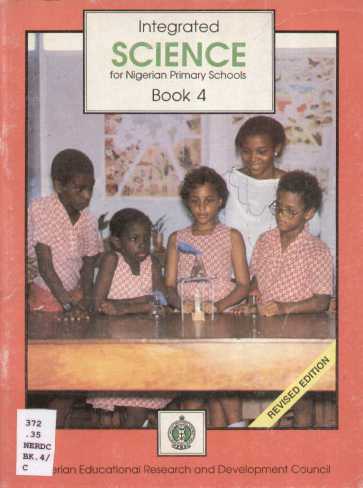 Integrated
SCIENCE
for Nigerian Primary Schools
Book 4
REVISED EDITION
372
.35
NERDC
BK.4/
C
erian Educational Research and Development Council